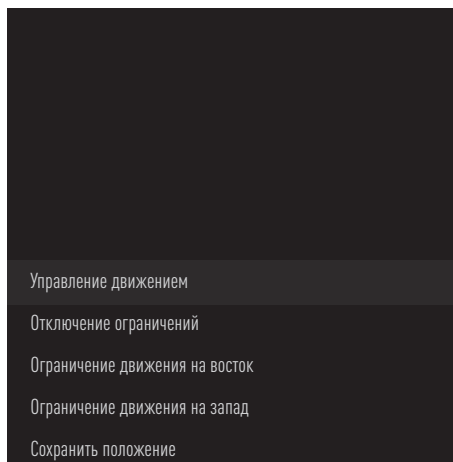 Управление движением
Отключение ограничений
Ограничение движения на восток
Ограничение движения на запад
Сохранить положение